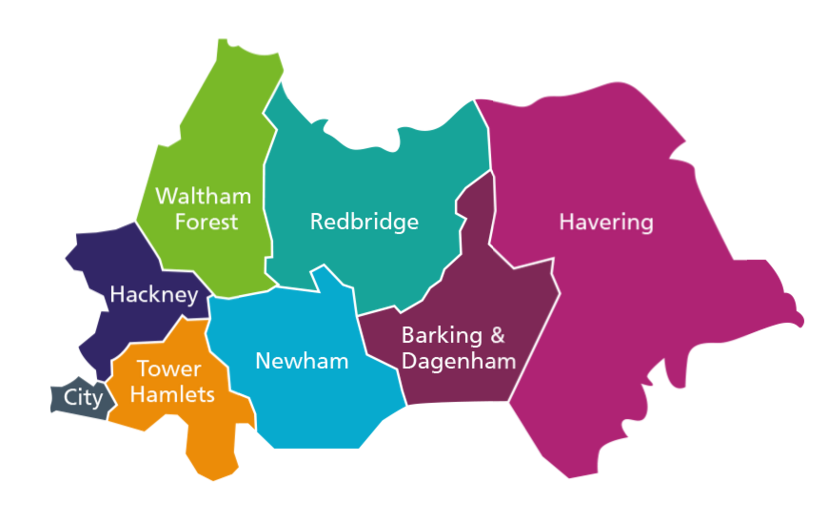 Waltham
Forest
Redbridge
Havering
Hackney
Barking &
Dagenham
Newham
Tower
Hamlets
City